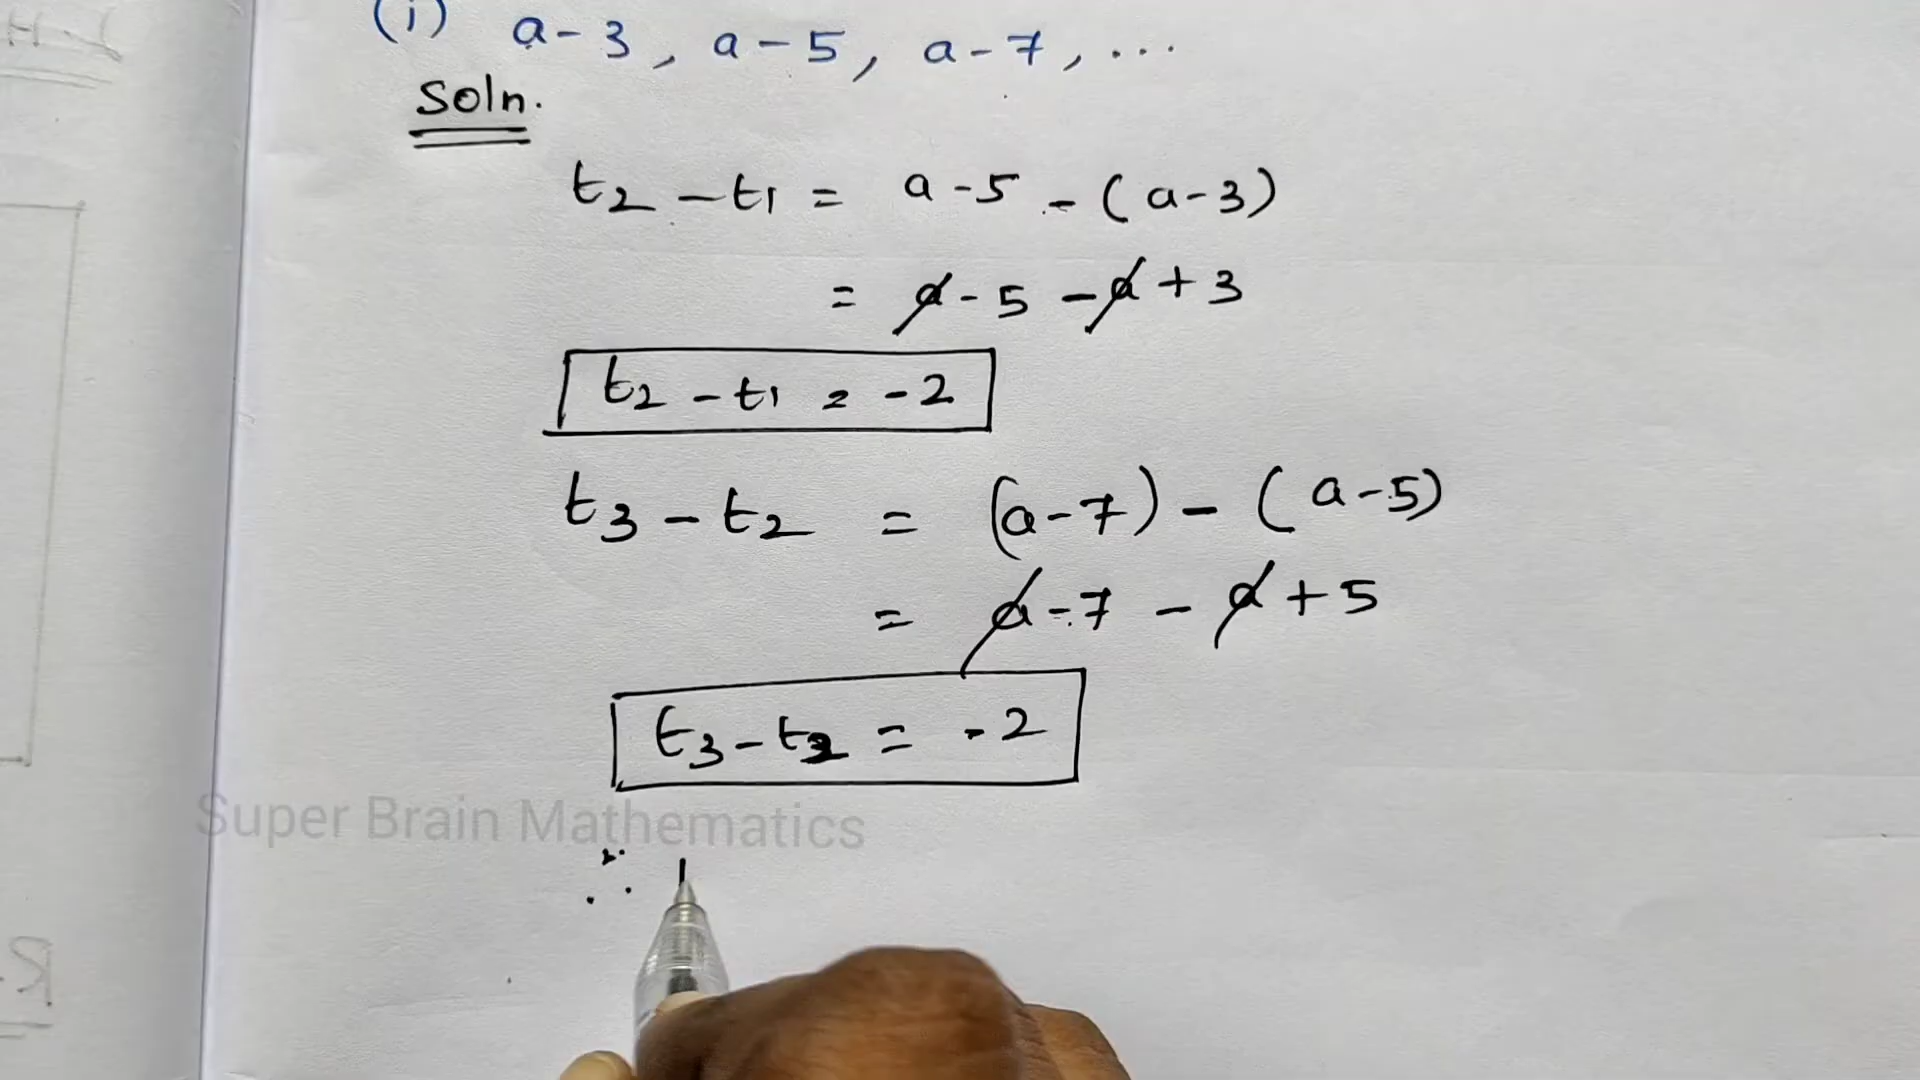 (i) a-3, a-5, a-7, ...
Soln.
t2 - t1 = a-5 - (a-3)
= a-5 -a+3
t2 - t1 = -2
t3 - t2 = (a-7) - (a-5)
= a-7 - a+5
t3 - t2 = -2
Super Brain Mathematics
∴